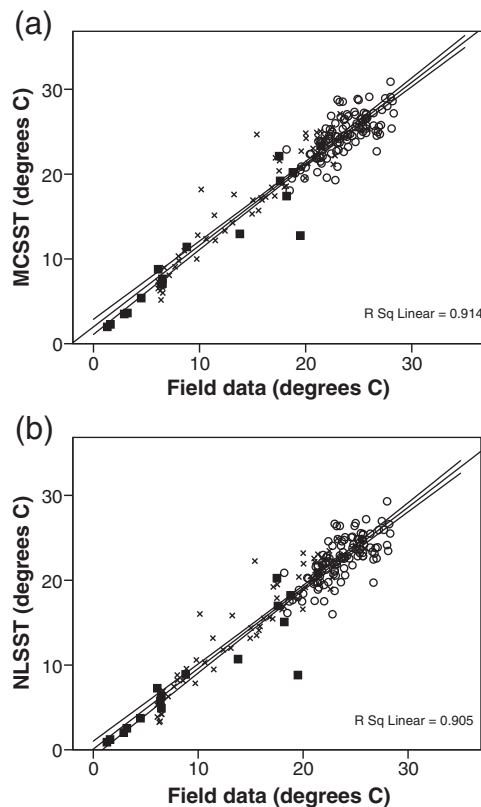 (a)
30
20
10
0
MCSST (degrees C)
R Sq Linear = 0.914
0 10 20 30
Field data (degrees C)
(b)
30
20
10
0
NLSST (degrees C)
R Sq Linear = 0.905
0 10 20 30
Field data (degrees C)